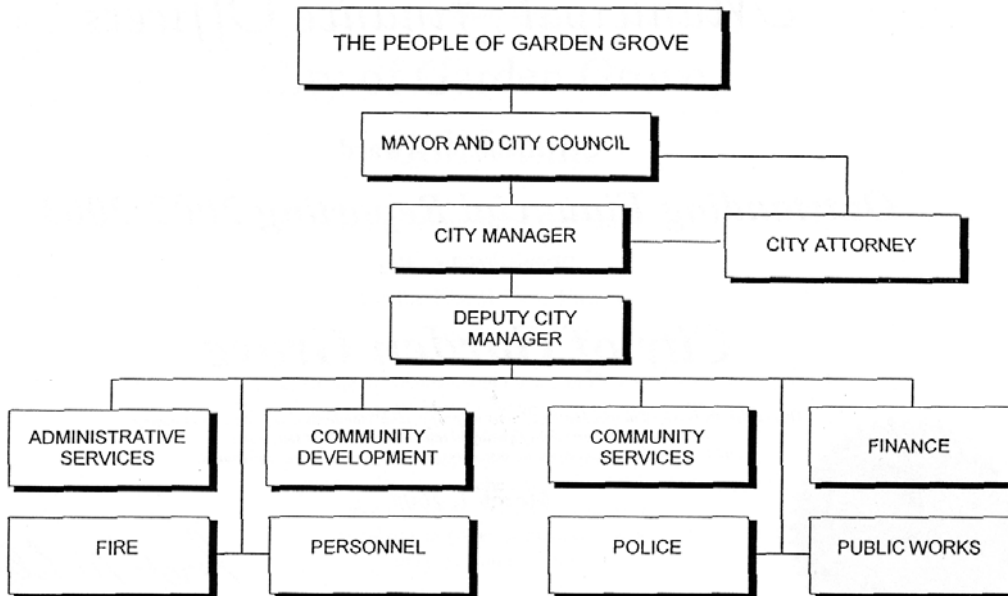 THE PEOPLE OF GARDEN GROVE
MAYOR AND CITY COUNCIL
CITY MANAGER
CITY ATTORNEY
DEPUTY CITY
MANAGER
ADMINISTRATIVE
SERVICES
COMMUNITY
DEVELOPMENT
COMMUNITY
SERVICES
FINANCE
FIRE
PERSONNEL
POLICE
PUBLIC WORKS